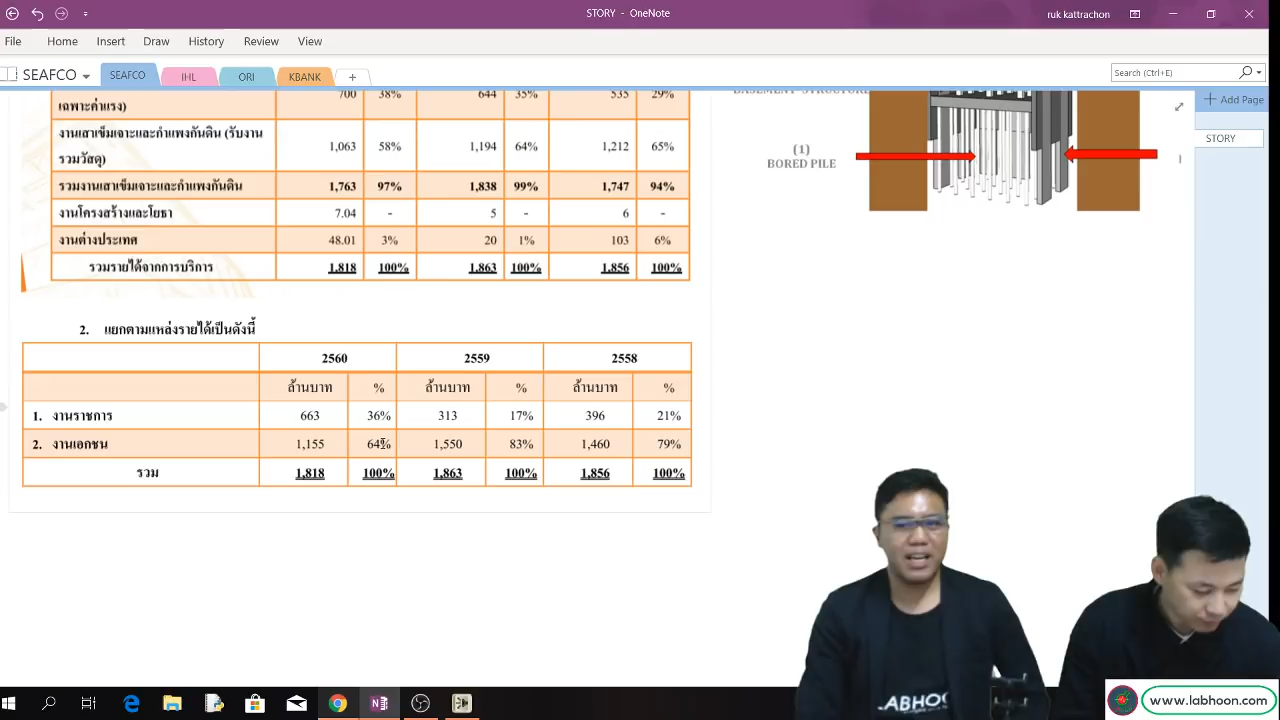 STORY - OneNote
ruk kattrachon
File Home Insert Draw History Review View
SEAFCO SEAFCO IHL ORI KBANK +
Search (Ctrl+E)
Add Page
STORY
เฉพาะค่าแรง) 700 38% 644 35% 535 29%
งานเสาเข็มเจาะและกำแพงกันดิน (รับงาน
รวมวัสดุ) 1,063 58% 1,194 64% 1,212 65%
รวมงานเสาเข็มเจาะและกำแพงกันดิน 1,763 97% 1,838 99% 1,747 94%
งานโครงสร้างและโยธา 7.04 - 5 - 6 -
งานต่างประเทศ 48.01 3% 20 1% 103 6%
รวมรายได้จากการบริการ 1,818 100% 1,863 100% 1,856 100%
BASEMENT STRUCTURE
(1)
BORED PILE
2. แยกตามแหล่งรายได้เป็นดังนี้
2560 2559 2558
ล้านบาท % ล้านบาท % ล้านบาท %
1. งานราชการ 663 36% 313 17% 396 21%
2. งานเอกชน 1,155 64% 1,550 83% 1,460 79%
รวม 1,818 100% 1,863 100% 1,856 100%
LABHOO
www.labhoon.com